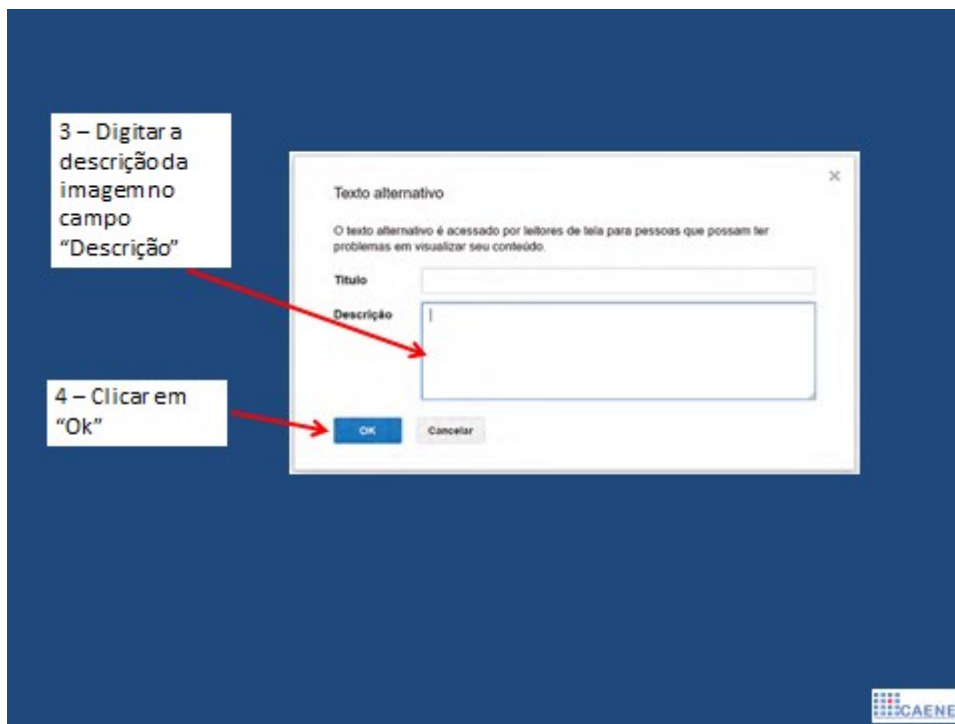 3 – Digitar a
descrição da
imagem no
campo
“Descrição”
Texto alternativo
O texto alternativo é acessado por leitores de tela para pessoas que possam ter
problemas em visualizar seu conteúdo.
Título
Descrição
4 – Clicar em
“Ok”
OK Cancelar
CAENE